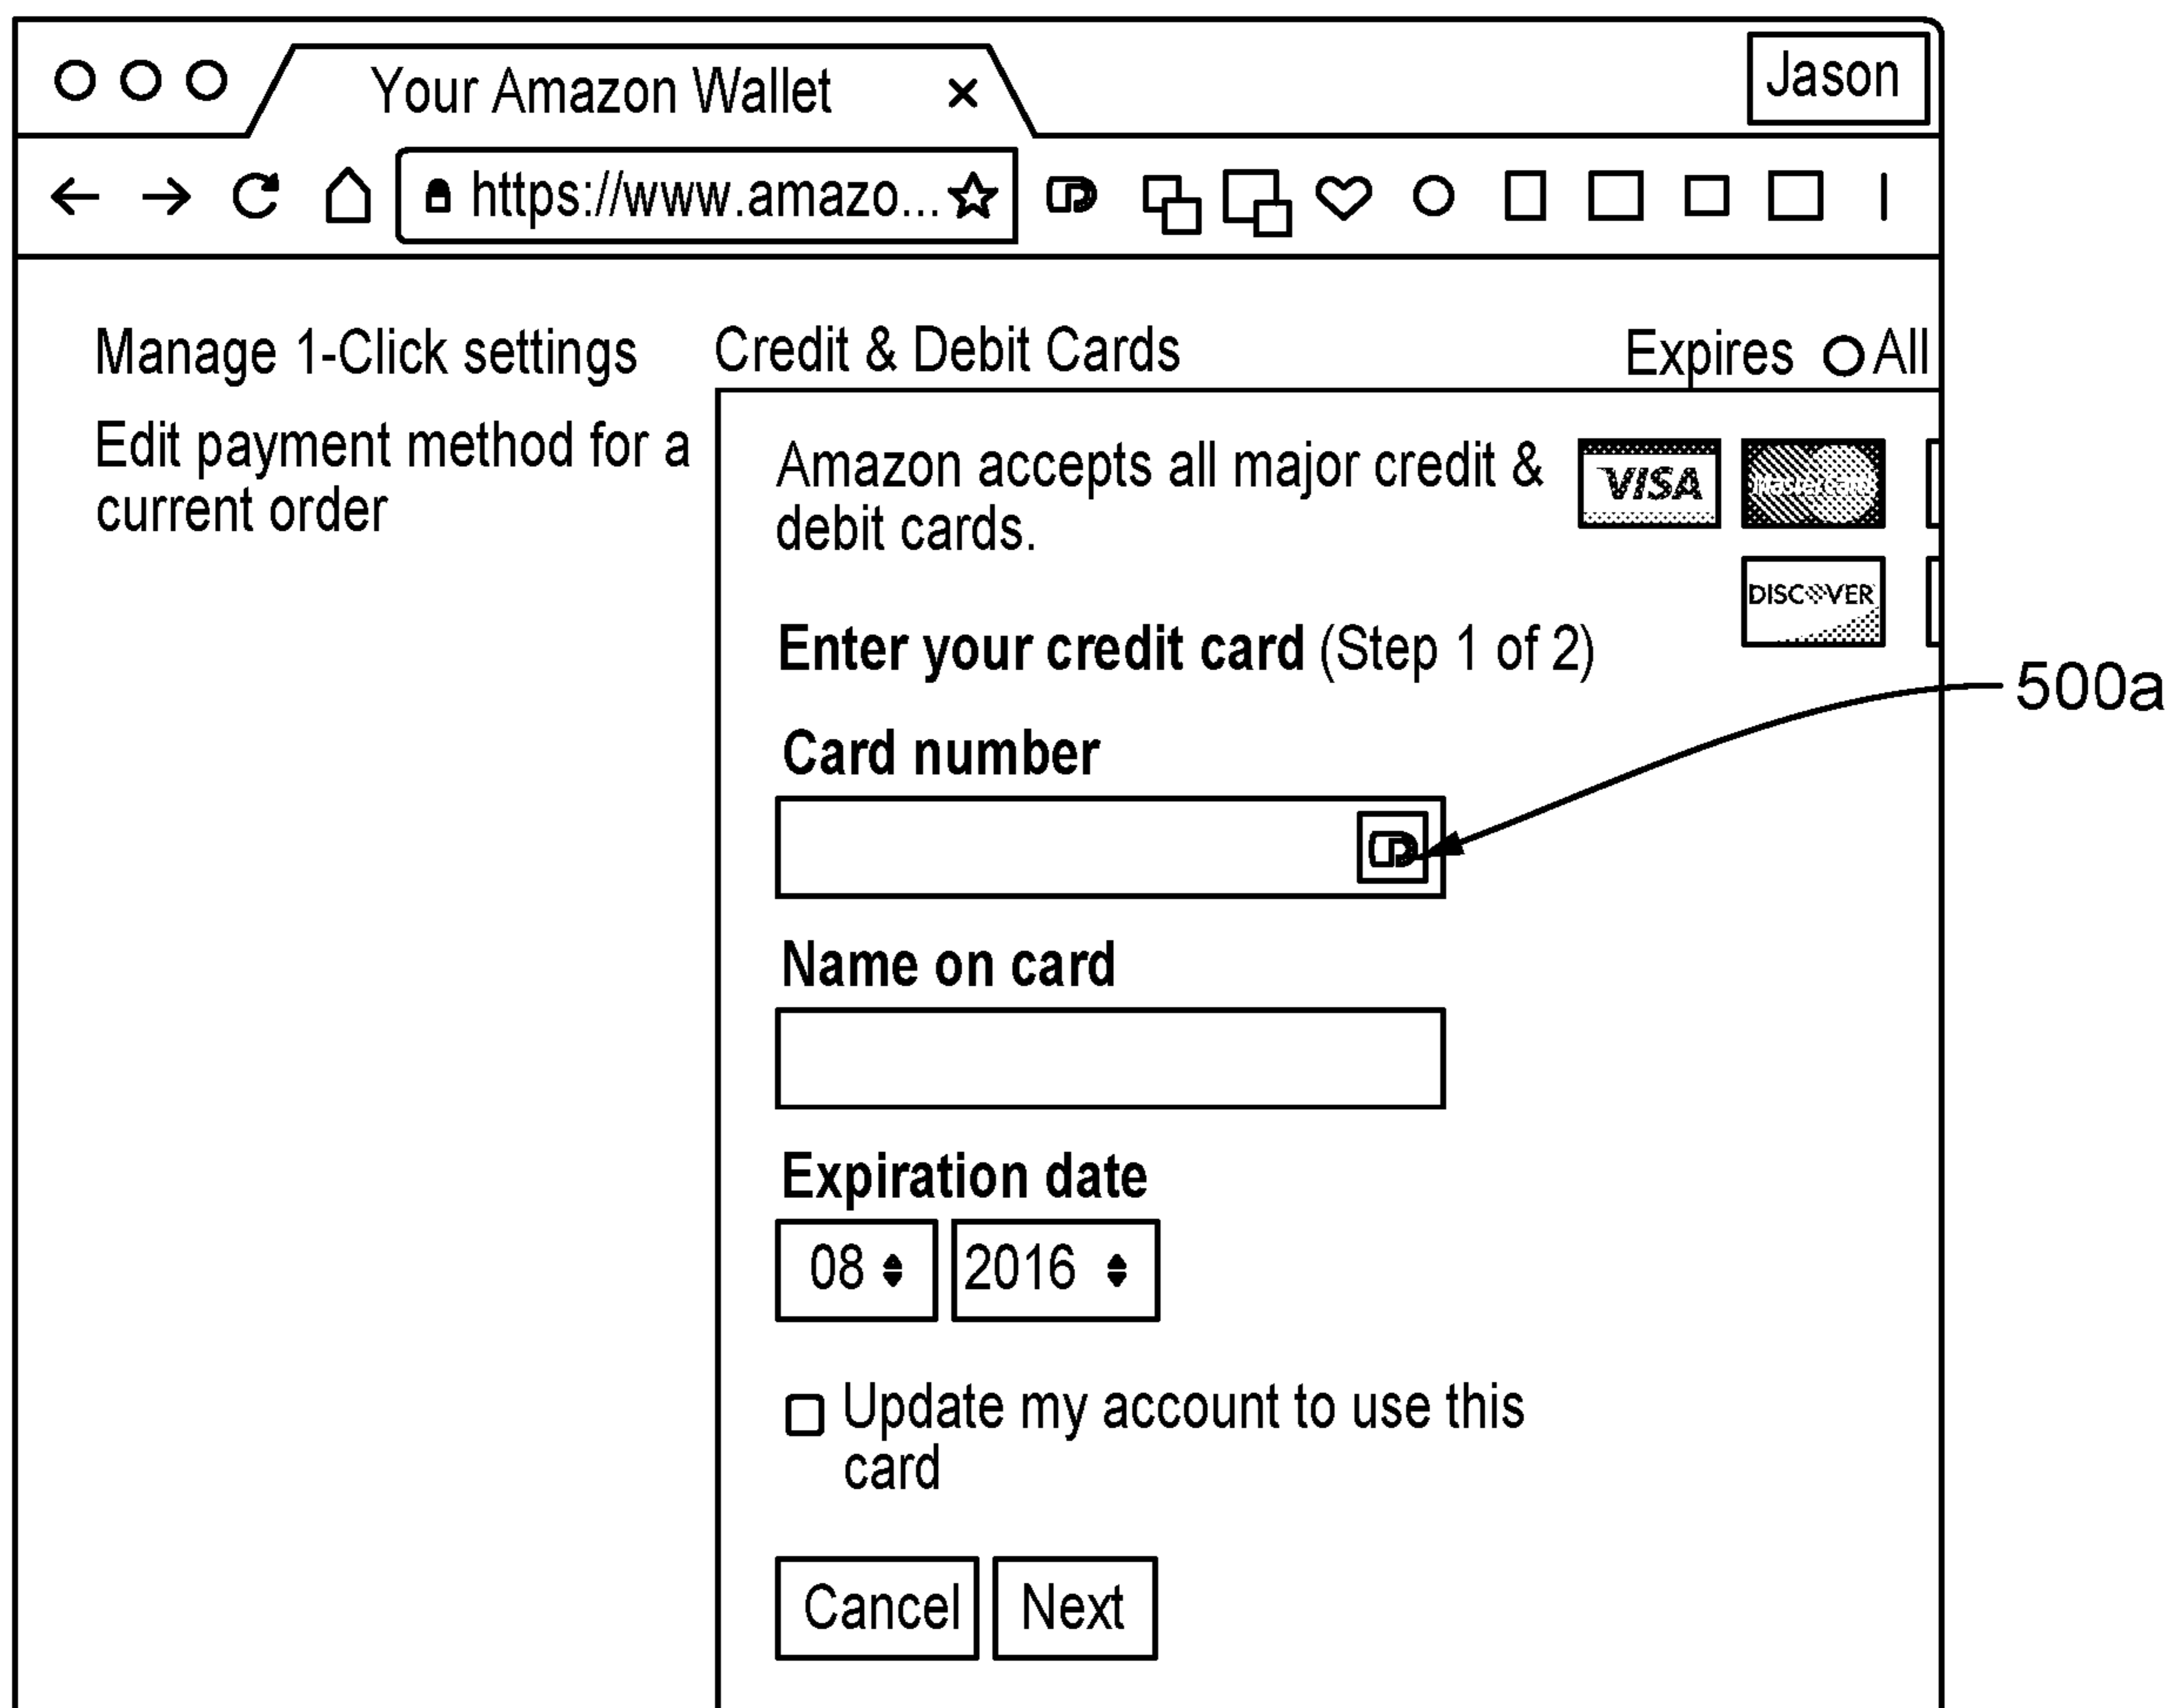 Your Amazon Wallet
Jason
https://www.amazo...
Manage 1-Click settings
Credit & Debit Cards
Expires
All
Edit payment method for a
current order
Amazon accepts all major credit &
debit cards.
VISA
MasterCard
DISCOVER
Enter your credit card (Step 1 of 2)
500a
Card number
Name on card
Expiration date
08
2016
Update my account to use this
card
Cancel
Next